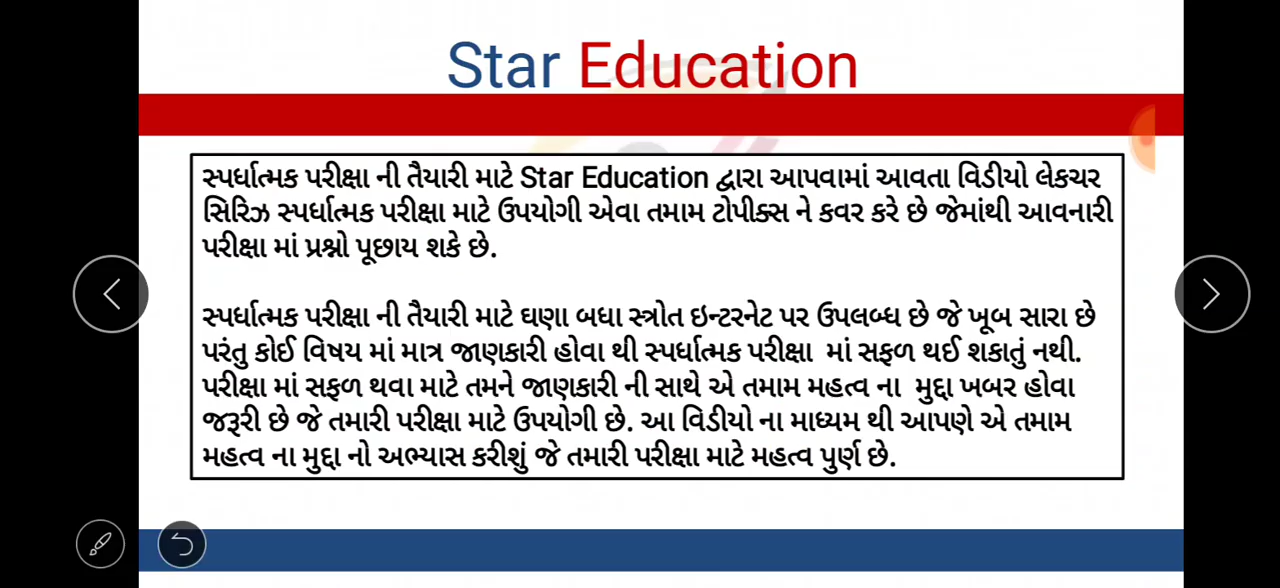 Star Education
સ્પર્ધાત્મક પરીક્ષા ની તૈયારી માટે Star Education દ્વારા આપવામાં આવતા વિડીયો લેકચર
સિરિઝ સ્પર્ધાત્મક પરીક્ષા માટે ઉપયોગી એવા તમામ ટોપીક્સ ને કવર કરે છે જેમાંથી આવનારી
પરીક્ષા માં પ્રશ્નો પૂછાય શકે છે.
સ્પર્ધાત્મક પરીક્ષા ની તૈયારી માટે ઘણા બધા સ્ત્રોત ઇન્ટરનેટ પર ઉપલબ્ધ છે જે ખૂબ સારા છે
પરંતુ કોઈ વિષય માં માત્ર જાણકારી હોવા થી સ્પર્ધાત્મક પરીક્ષા માં સફળ થઈ શકાતું નથી.
પરીક્ષા માં સફળ થવા માટે તમને જાણકારી ની સાથે એ તમામ મહત્વ ના મુદ્દા ખબર હોવા
જરૂરી છે જે તમારી પરીક્ષા માટે ઉપયોગી છે. આ વિડીયો ના માધ્યમ થી આપણે એ તમામ
મહત્વ ના મુદ્દા નો અભ્યાસ કરીશું જે તમારી પરીક્ષા માટે મહત્વ પુર્ણ છે.